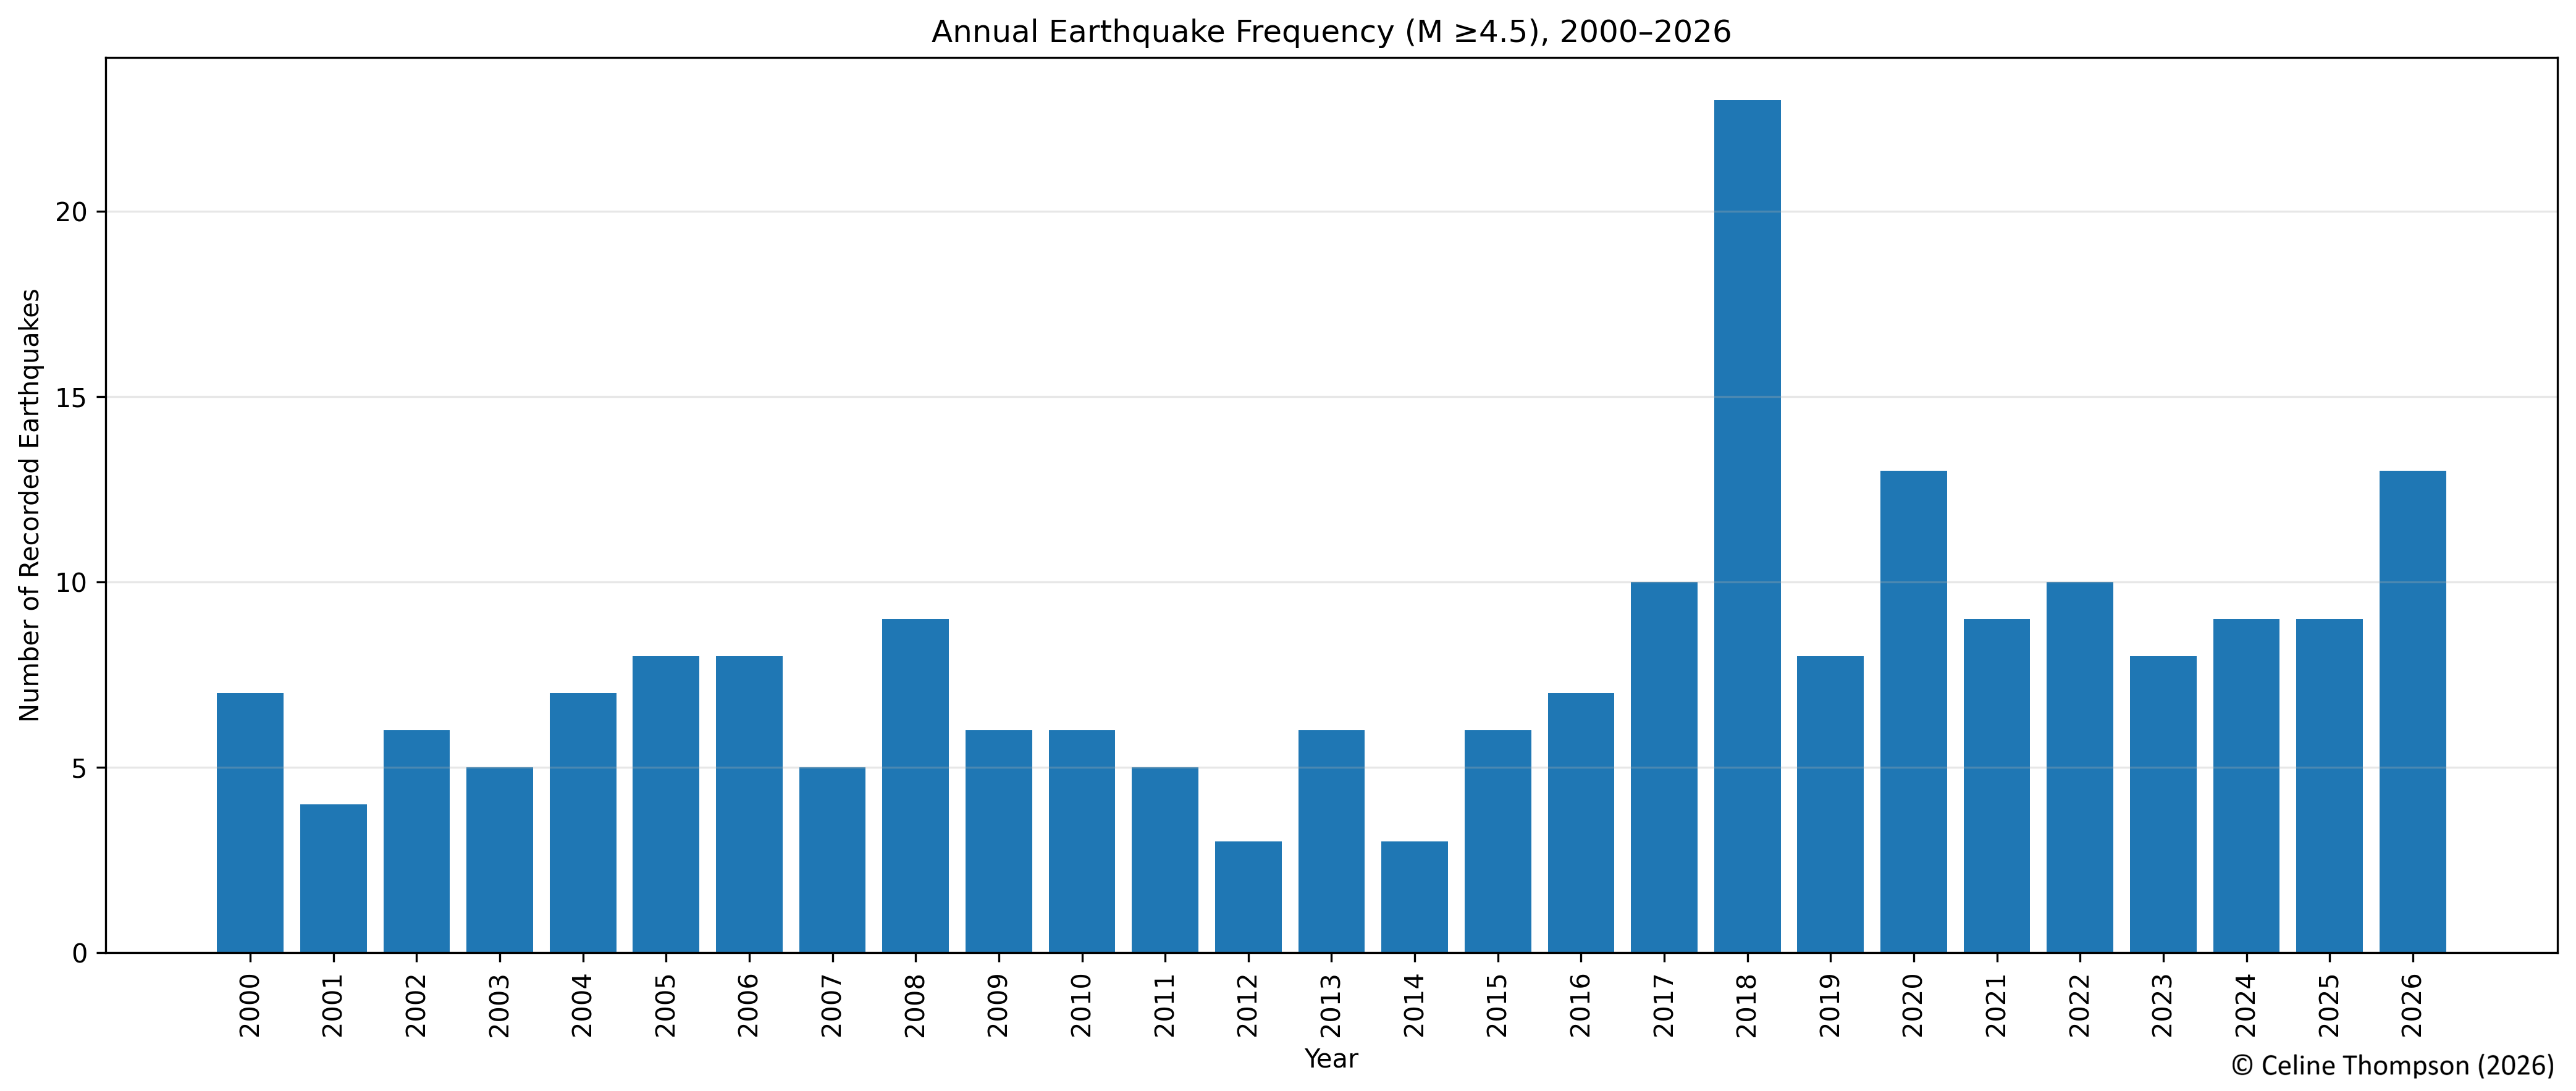 Annual Earthquake Frequency (M ≥4.5), 2000–2026
Number of Recorded Earthquakes
20
15
10
5
0
2000 2001 2002 2003 2004 2005 2006 2007 2008 2009 2010 2011 2012 2013 2014 2015 2016 2017 2018 2019 2020 2021 2022 2023 2024 2025 2026
Year
© Celine Thompson (2026)